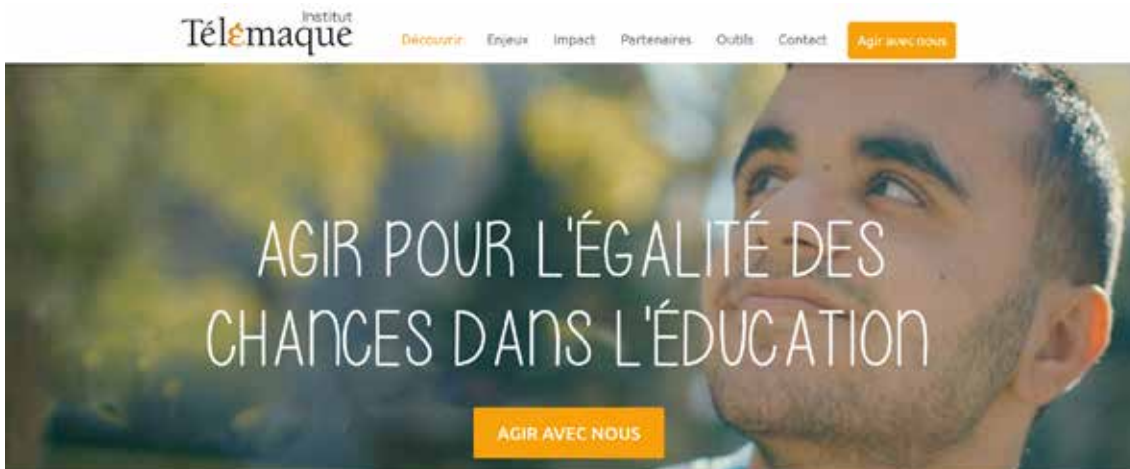 Institut
Télémaque
Découvrir Enjeux Impact Partenaires Outils Contact Agir avec nous
AGIR POUR L'ÉGALITÉ DES
CHANCES DANS L'ÉDUCATION
AGIR AVEC NOUS